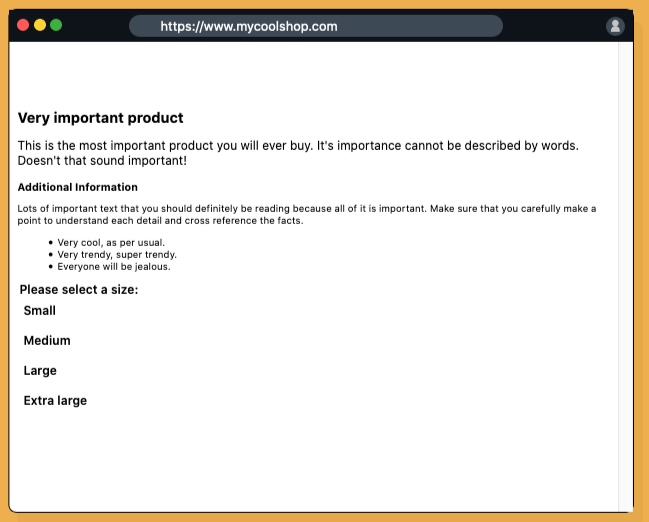 https://www.mycoolshop.com
Very important product
This is the most important product you will ever buy. It's importance cannot be described by words.
Doesn't that sound important!
Additional Information
Lots of important text that you should definitely be reading because all of it is important. Make sure that you carefully make a
point to understand each detail and cross reference the facts.
• Very cool, as per usual.
• Very trendy, super trendy.
• Everyone will be jealous.
Please select a size:
Small
Medium
Large
Extra large